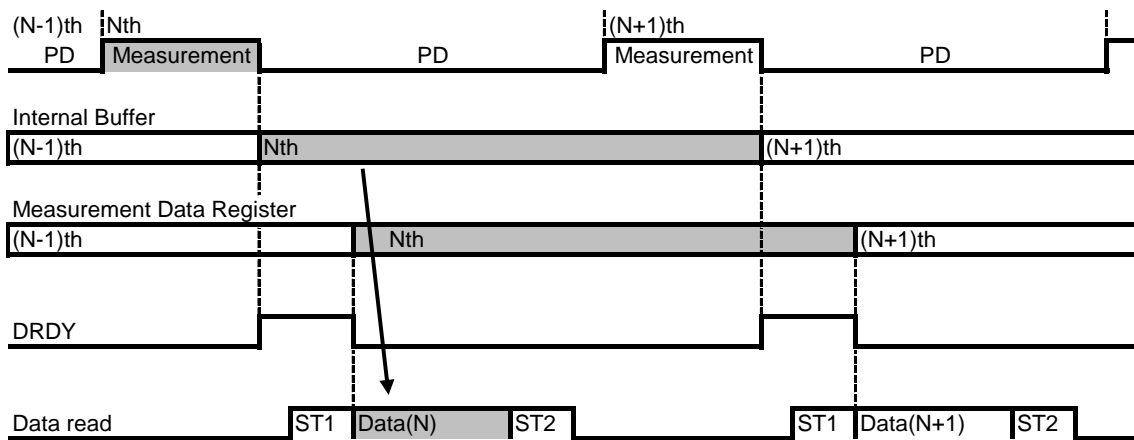 (N-1)th Nth (N+1)th
PD Measurement PD Measurement PD
Internal Buffer
(N-1)th Nth (N+1)th
Measurement Data Register
(N-1)th Nth (N+1)th
DRDY
Data read ST1 Data(N) ST2 ST1 Data(N+1) ST2